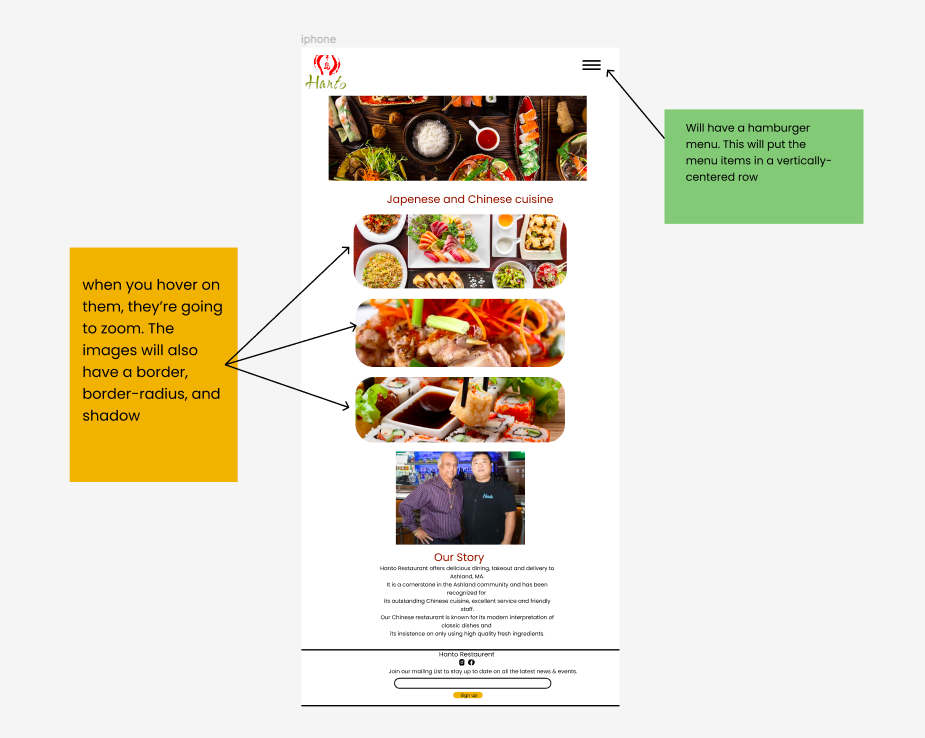 iphone
Hanto
Will have a hamburger
menu. This will put the
menu items in a vertically-
centered row
Japenese and Chinese cuisine
when you hover on
them, they’re going
to zoom. The
images will also
have a border,
border-radius, and
shadow
Hanto
Our Story
Hanto Restaurant offers delicious dining, takeout and delivery to
Ashland, MA.
It is a cornerstone in the Ashland community and has been
recognized for
its outstanding Chinese cuisine, excellent service and friendly
staff.
Our Chinese restaurant is known for its modern interpretation of
classic dishes and
its insistence on only using high quality fresh ingredients.
Hanto Restaurent
Join our mailing List to stay up to date on all the latest news & events.
Sign up